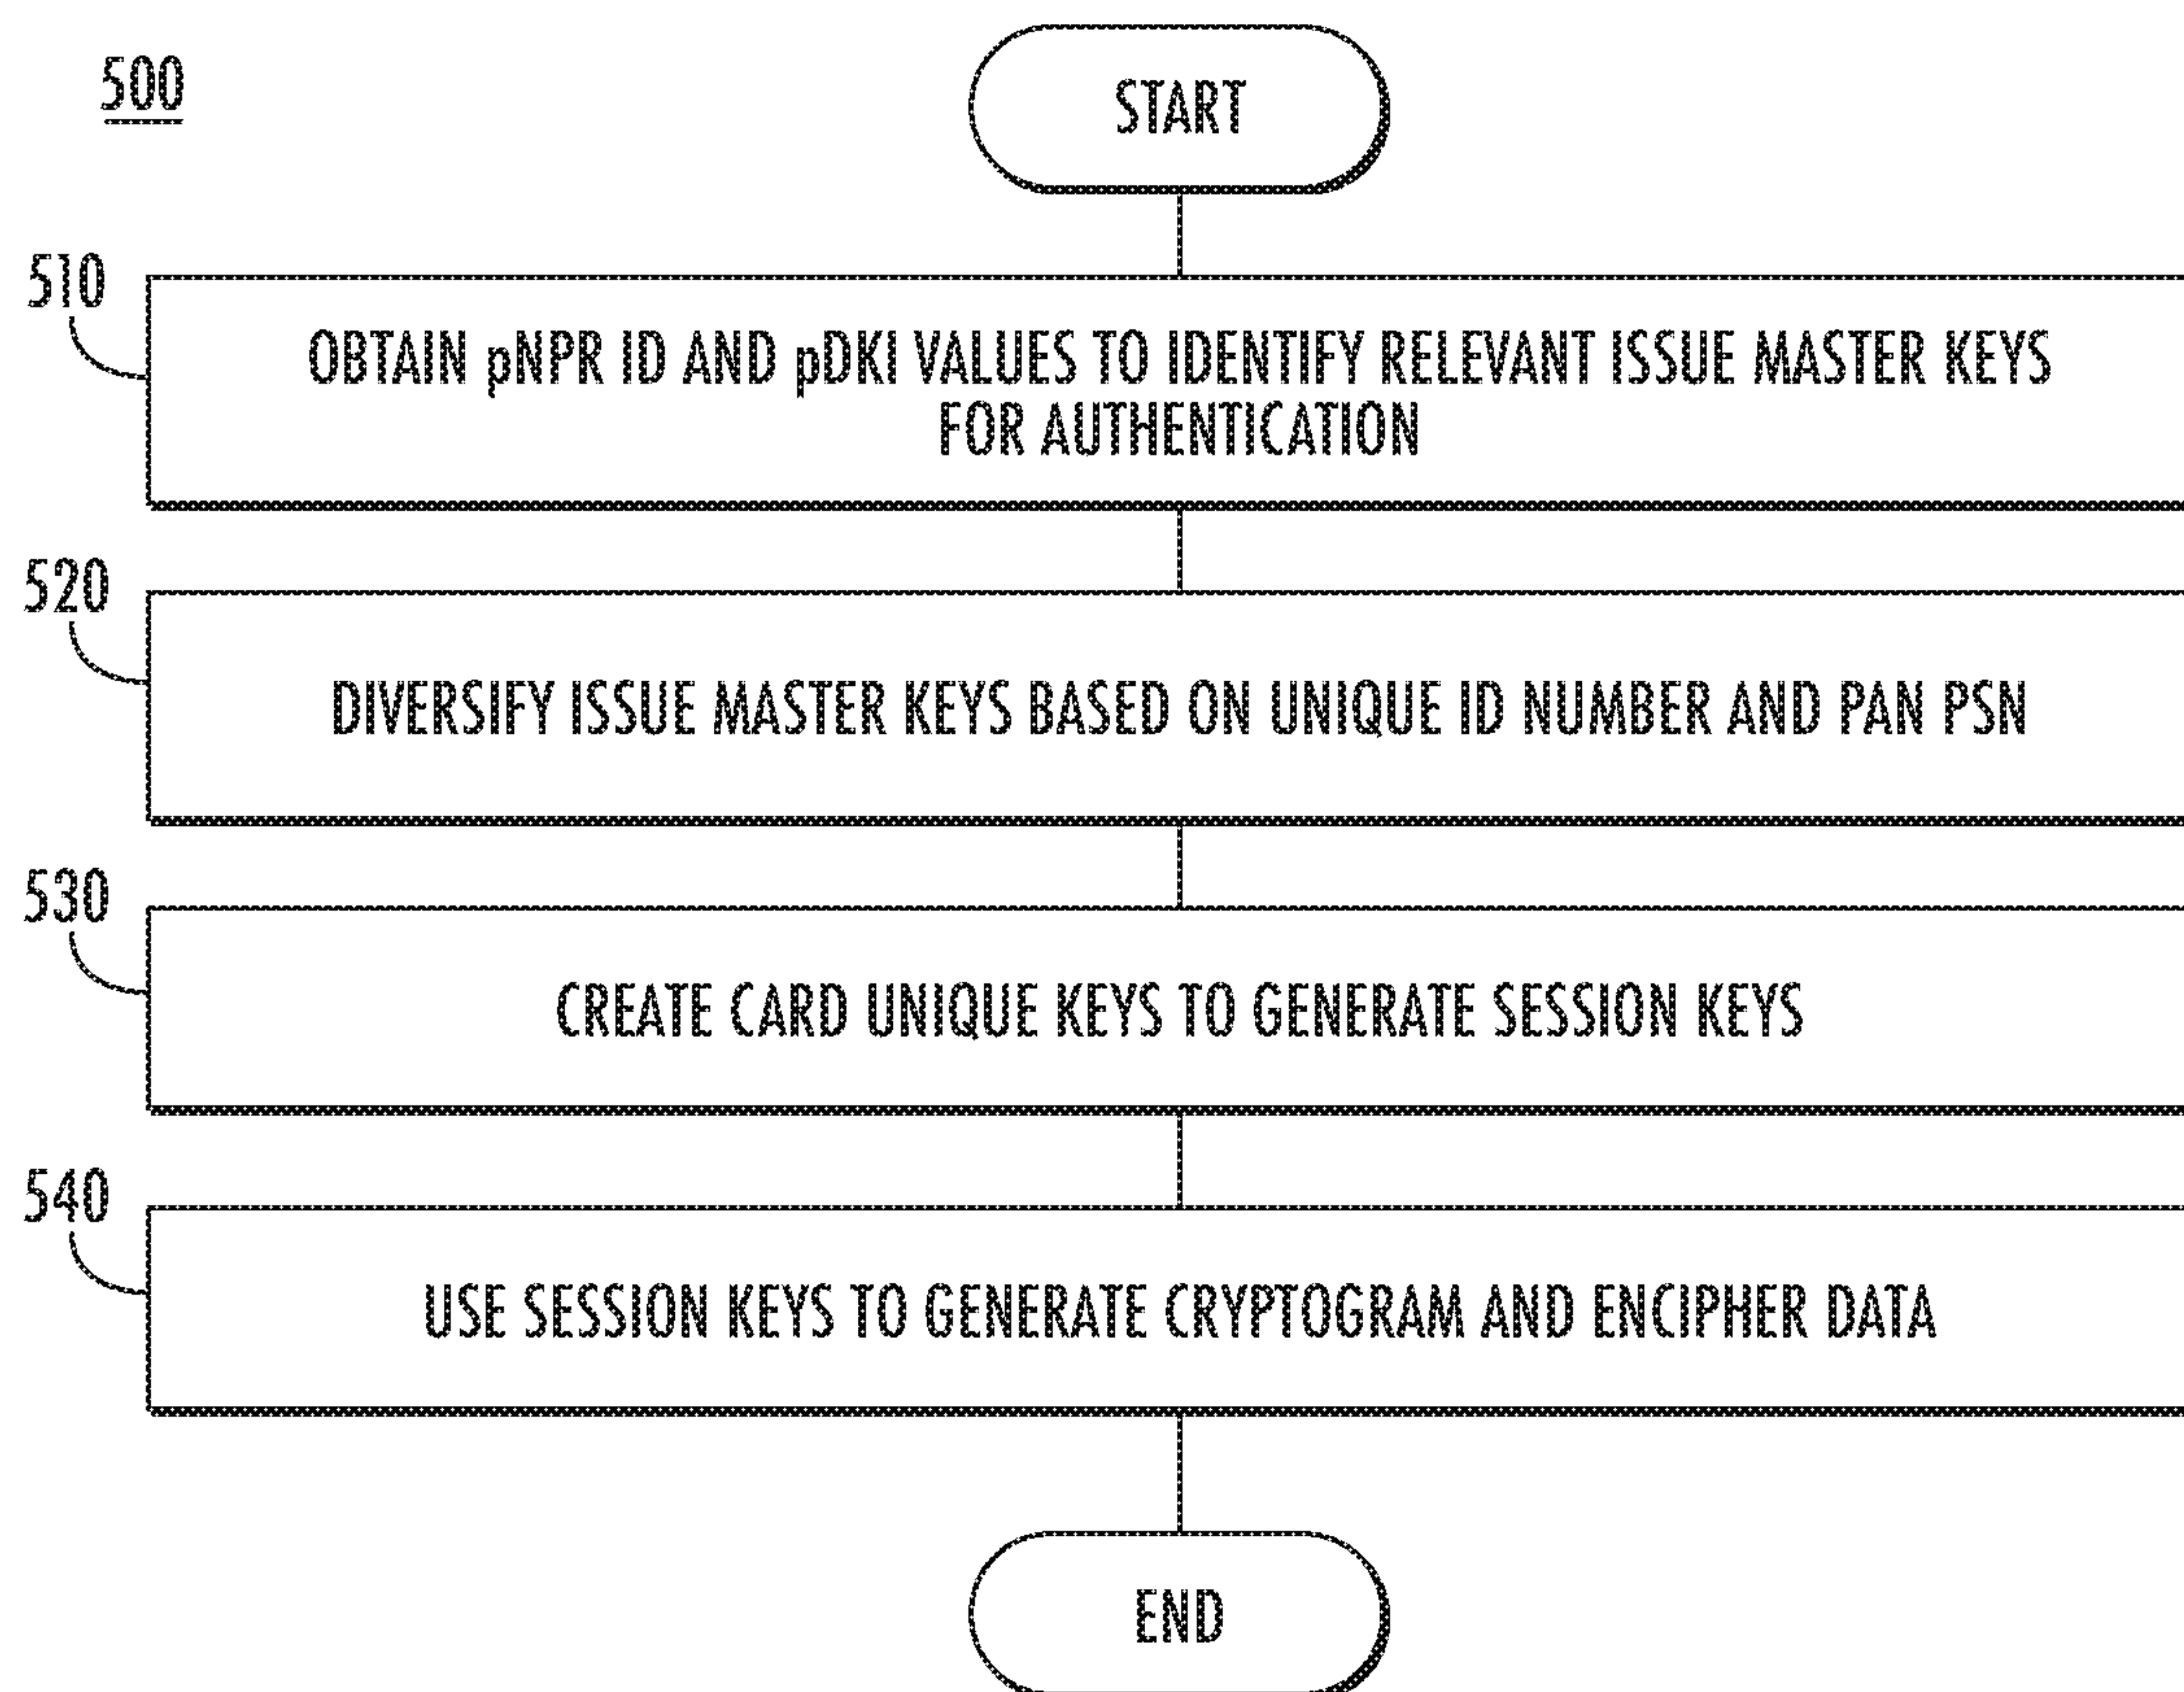 500
START
510
OBTAIN pNPR ID AND pDKI VALUES TO IDENTIFY RELEVANT ISSUE MASTER KEYS
FOR AUTHENTICATION
520
DIVERSIFY ISSUE MASTER KEYS BASED ON UNIQUE ID NUMBER AND PAN PSN
530
CREATE CARD UNIQUE KEYS TO GENERATE SESSION KEYS
540
USE SESSION KEYS TO GENERATE CRYPTOGRAM AND ENCIPHER DATA
END